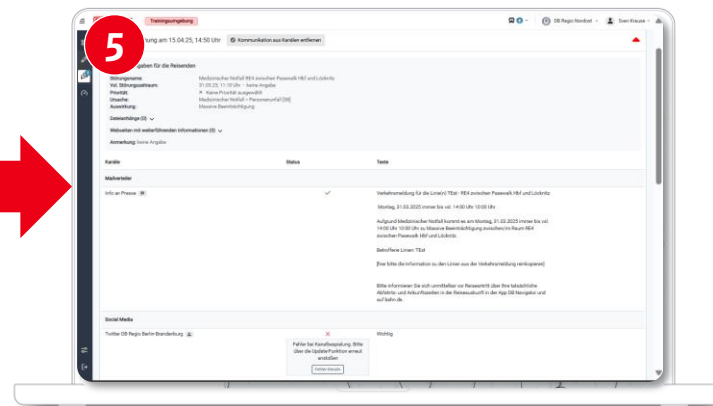 5
Trainingsumgebung
DB Regio Nordost
Sven Krause
rung am 15.04.25, 14:50 Uhr
Kommunikation aus Kanälen entfernen
gaben für die Reisenden
Störungsname: Medizinischer Notfall RE4 zwischen Pasewalk Hbf und Löcknitz
Vsl. Störungszeitraum: 31.03.25, 11:10 Uhr - keine Angabe
Priorität: Keine Priorität ausgewählt
Ursache: Medizinischer Notfall - Personenunfall [59]
Auswirkung: Massive Beeinträchtigung
Dateianhänge (0)
Webseiten mit weiterführenden Informationen (0)
Anmerkung: keine Angabe
Kanäle Status Texte
Mailverteiler
Info an Presse
Verkehrsmeldung für die Linie(n) TEst - RE4 zwischen Pasewalk Hbf und Löcknitz
Montag, 31.03.2025 immer bis vsl. 14:00 Uhr 10:00 Uhr
Aufgrund Medizinischer Notfall kommt es am Montag, 31.03.2025 immer bis vsl.
14:00 Uhr 10:00 Uhr zu Massive Beeinträchtigung zwischen/im Raum RE4
zwischen Pasewalk Hbf und Löcknitz.
Betroffene Linien: TEst
[hier bitte die Information zu den Linien aus der Verkehrsmeldung reinkopieren]
Bitte informieren Sie sich unmittelbar vor Reiseantritt über Ihre tatsächliche
Abfahrts- und Ankunftszeiten in der Reiseauskunft in der App DB Navigator und
auf bahn.de.
Social Media
Twitter DB Regio Berlin-Brandenburg
Wichtig
Fehler bei Kanalbespielung. Bitte
über die Update-Funktion erneut
anstoßen
Fehler-Details